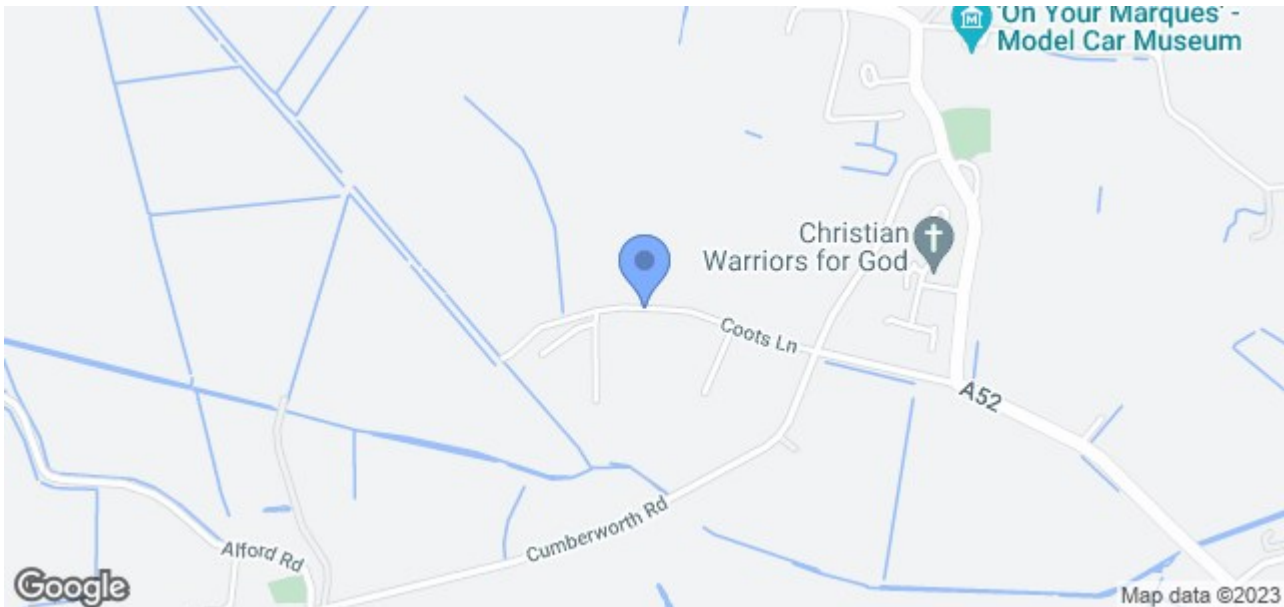 'On Your Marques' -
Model Car Museum
Christian
Warriors for God
Coots Ln
A52
Cumberworth Rd
Alford Rd
Google
Map data ©2023